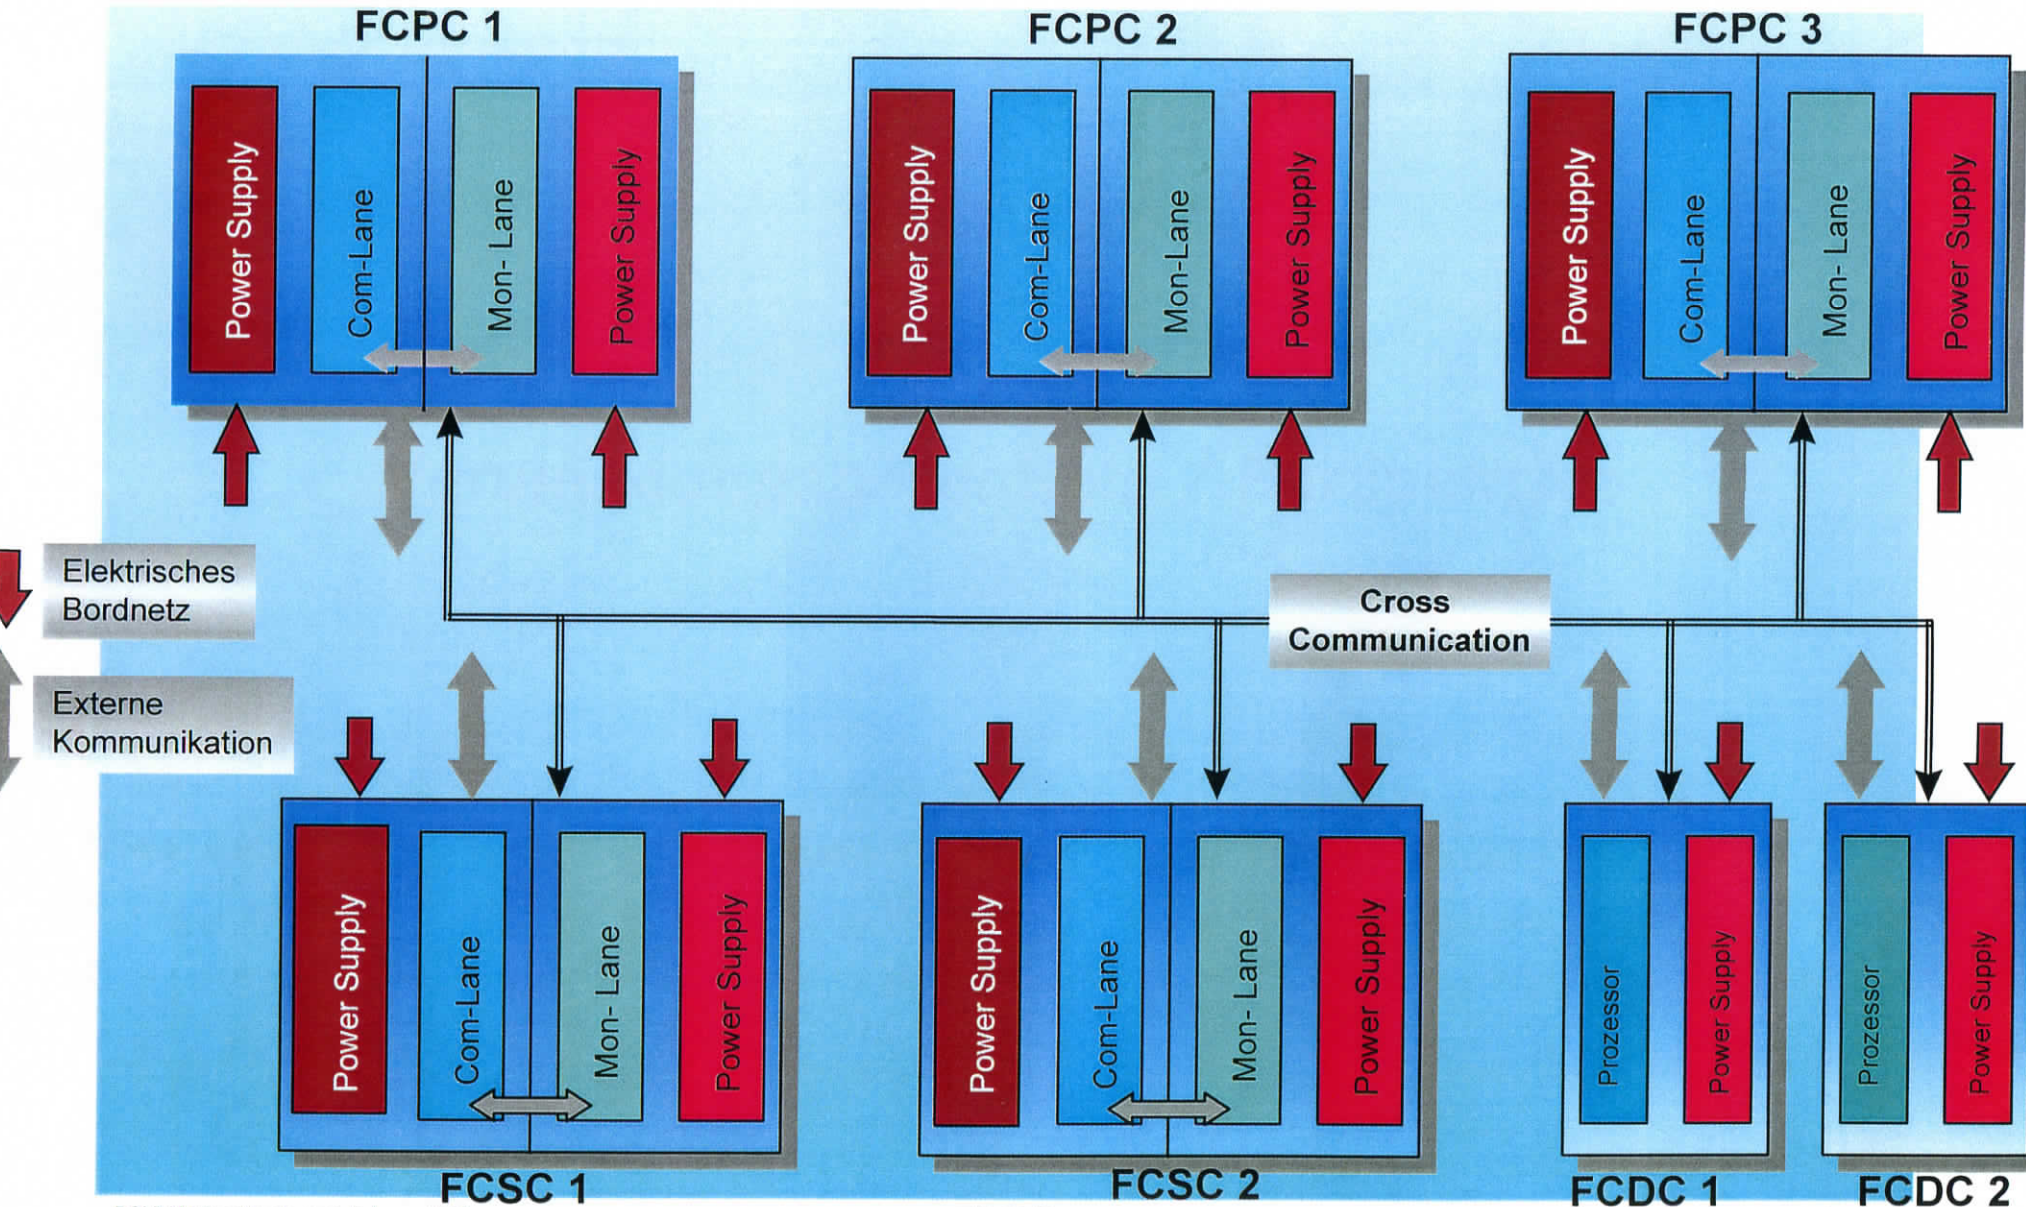 FCPC 1
FCPC 2
FCPC 3
Power Supply
Com-Lane
Mon- Lane
Power Supply
Power Supply
Com-Lane
Mon-Lane
Power Supply
Power Supply
Com-Lane
Mon- Lane
Power Supply
Elektrisches
Bordnetz
Cross
Communication
Externe
Kommunikation
Power Supply
Com-Lane
Mon- Lane
Power Supply
Power Supply
Com-Lane
Mon- Lane
Power Supply
Prozessor
Power Supply
Prozessor
Power Supply
FCSC 1
FCSC 2
FCDC 1
FCDC 2